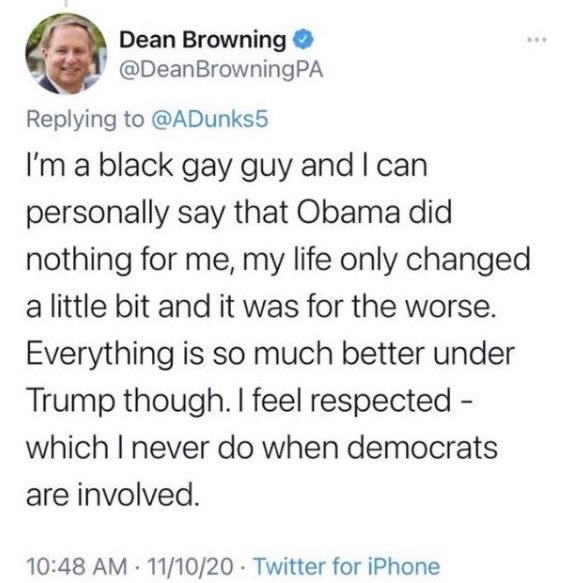 Dean Browning
@DeanBrowningPA
Replying to @ADunks5
I'm a black gay guy and I can
personally say that Obama did
nothing for me, my life only changed
a little bit and it was for the worse.
Everything is so much better under
Trump though. I feel respected -
which I never do when democrats
are involved.
10:48 AM · 11/10/20 · Twitter for iPhone